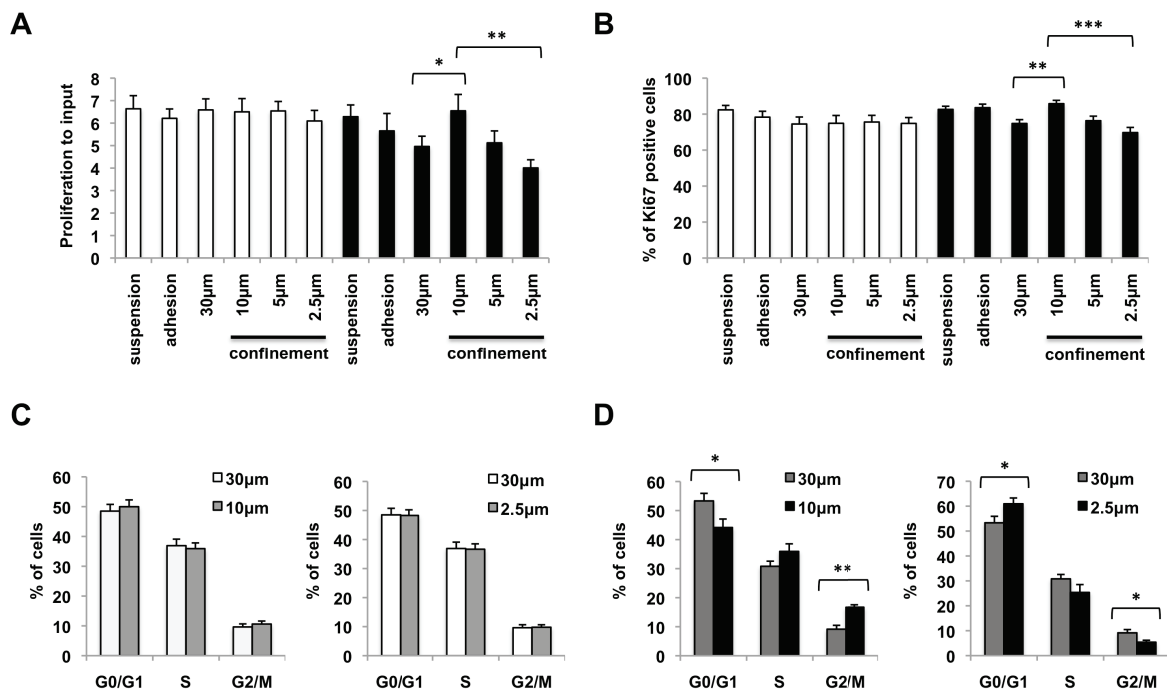 A
B
*
**
**
***
Proliferation to input
8
7
6
5
4
3
2
1
0
suspension
adhesion
30µm
10µm
5µm
2.5µm
suspension
adhesion
30µm
10µm
5µm
2.5µm
confinement
confinement
% of Ki67 positive cells
100
80
60
40
20
0
suspension
adhesion
30µm
10µm
5µm
2.5µm
suspension
adhesion
30µm
10µm
5µm
2.5µm
confinement
confinement
C
D
% of cells
60
50
40
30
20
10
0
30µm
10µm
G0/G1 S G2/M
% of cells
60
50
40
30
20
10
0
30µm
2.5µm
G0/G1 S G2/M
% of cells
60
50
40
30
20
10
0
*
**
30µm
10µm
G0/G1 S G2/M
% of cells
70
60
50
40
30
20
10
0
*
*
30µm
2.5µm
G0/G1 S G2/M